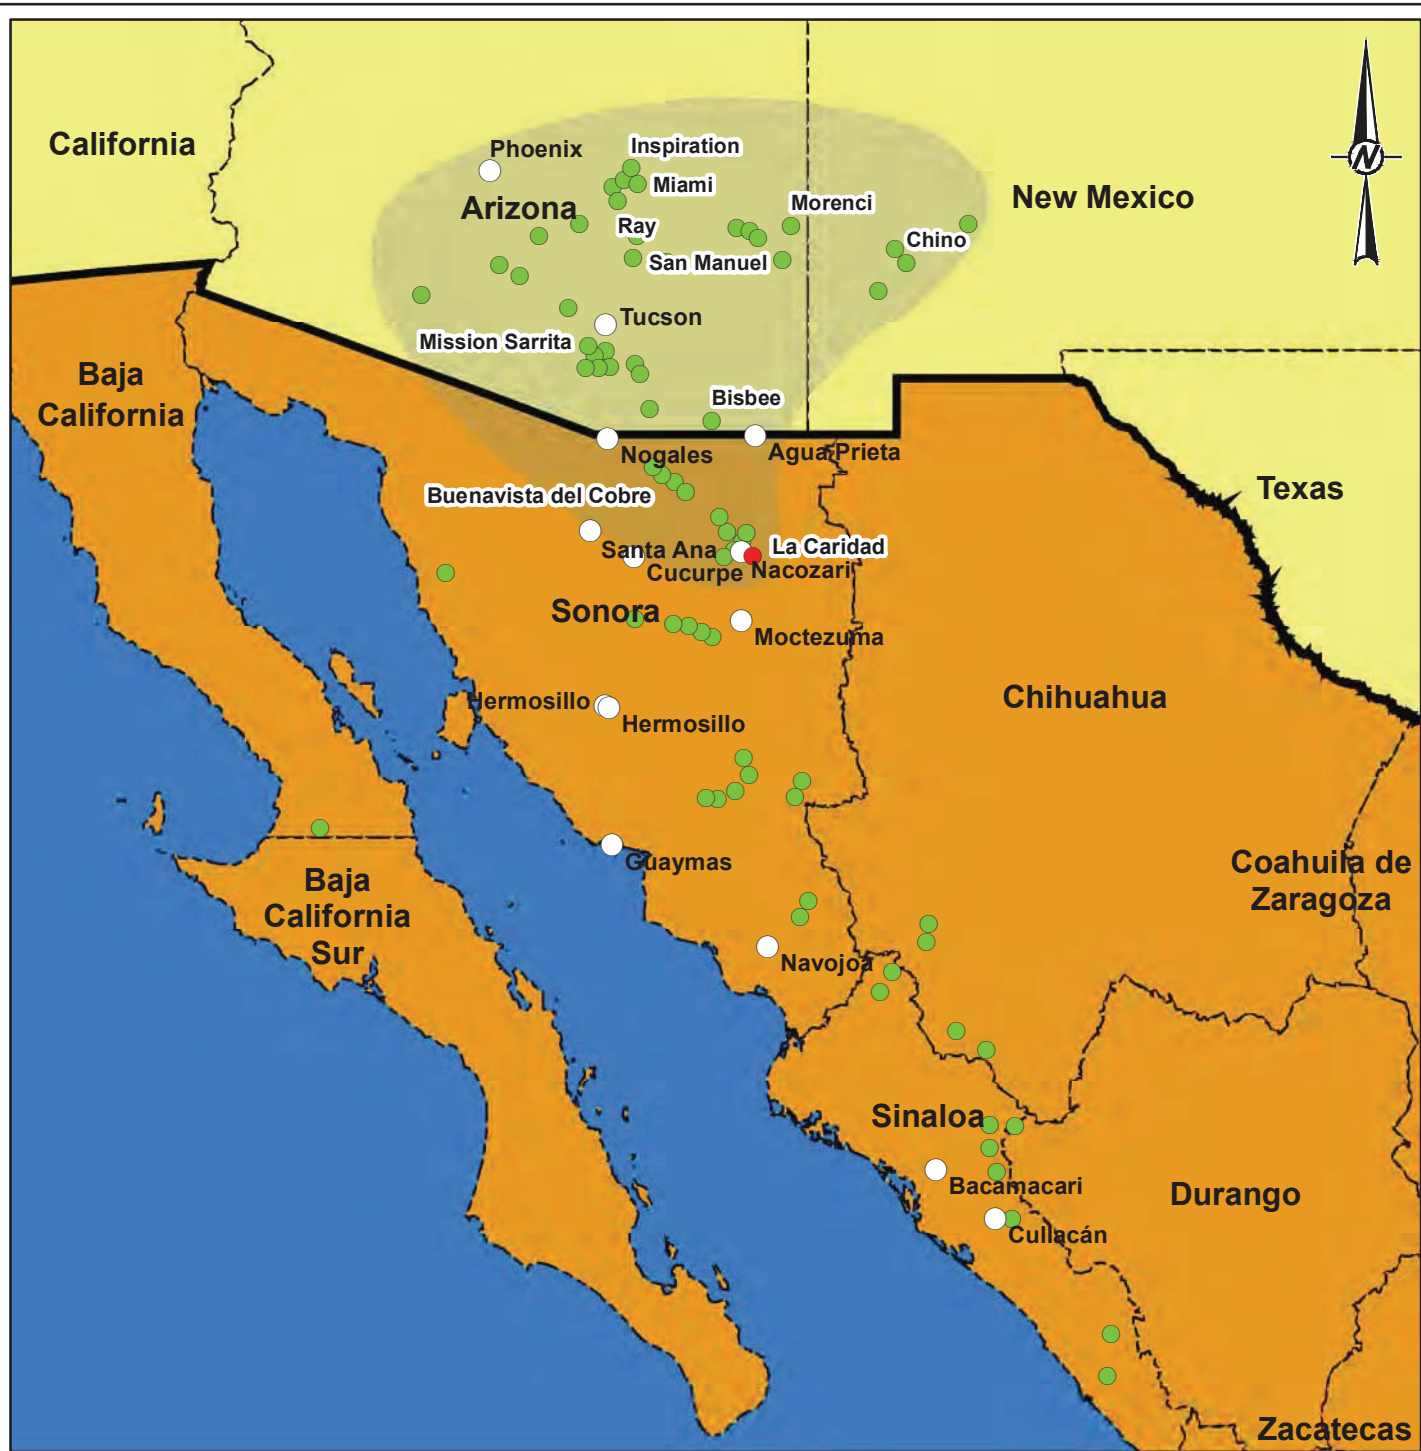 California
Phoenix
Inspiration
Miami
Arizona
New Mexico
Morenci
Ray
Chino
San Manuel
Tucson
Mission Sarrita
Baja
California
Bisbee
Nogales
Agua Prieta
Texas
Buenavista del Cobre
Santa Ana
La Caridad
Cucurpe
Nacozari
Sonora
Moctezuma
Chihuahua
Hermosillo
Hermosillo
Guaymas
Coahuila de
Zaragoza
Baja
California
Sur
Navojoa
Sinaloa
Bacamacari
Durango
Cullacán
Zacatecas
N